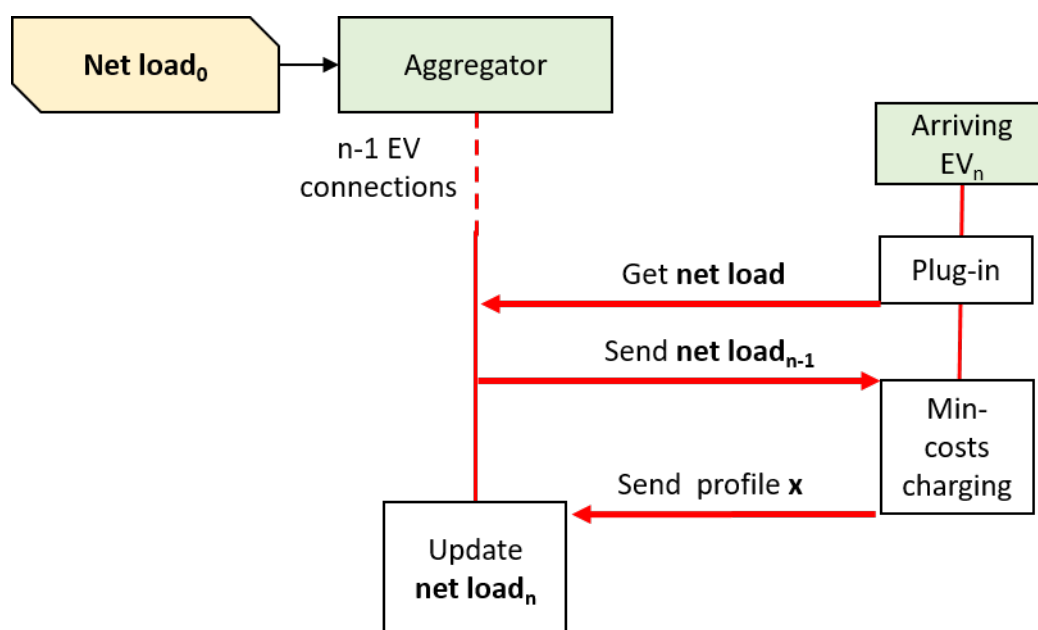 Net load₀
Aggregator
n-1 EV
connections
Arriving
EVₙ
Plug-in
Get net load
Send net loadₙ₋₁
Min-
costs
charging
Send profile x
Update
net loadₙ